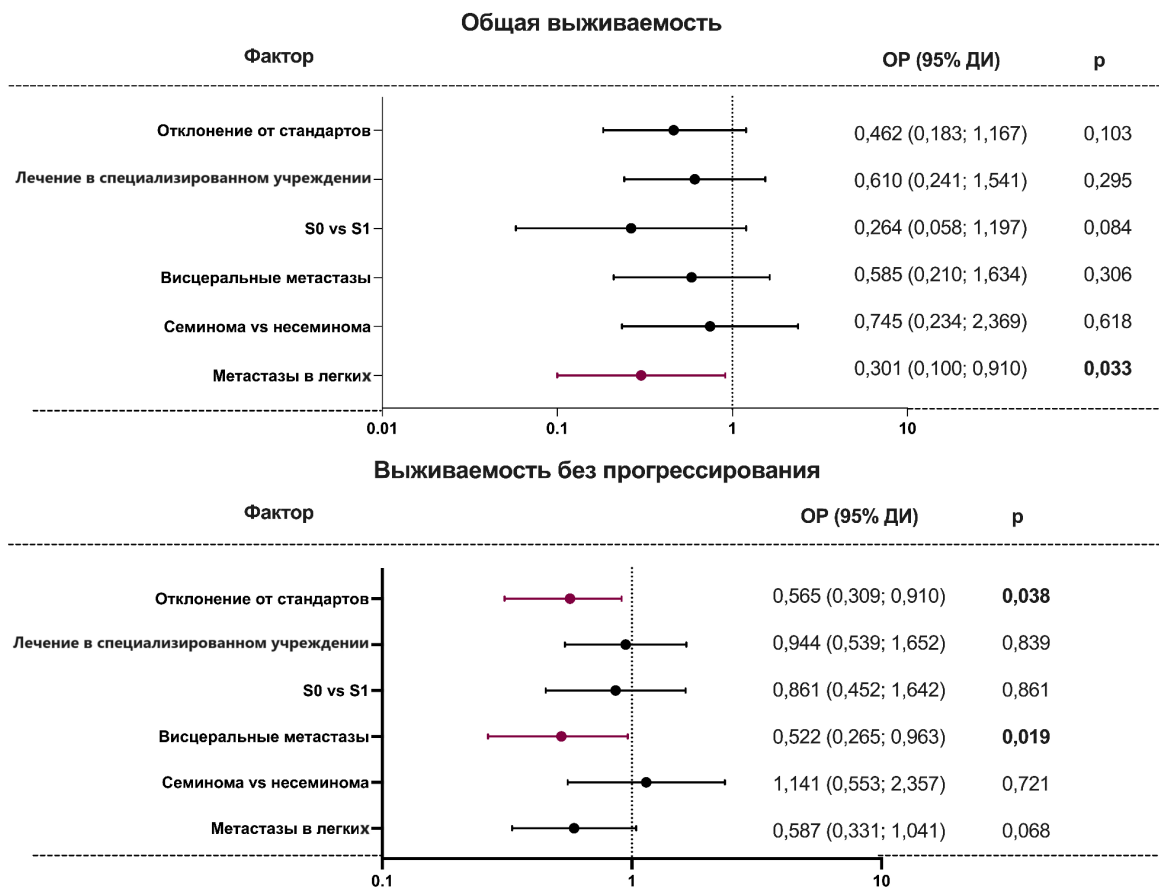 Общая выживаемость
Фактор ОР (95% ДИ) p
Отклонение от стандартов 0,462 (0,183; 1,167) 0,103
Лечение в специализированном учреждении 0,610 (0,241; 1,541) 0,295
S0 vs S1 0,264 (0,058; 1,197) 0,084
Висцеральные метастазы 0,585 (0,210; 1,634) 0,306
Семинома vs несеминома 0,745 (0,234; 2,369) 0,618
Метастазы в легких 0,301 (0,100; 0,910) 0,033
0.01 0.1 1 10
Выживаемость без прогрессирования
Фактор ОР (95% ДИ) p
Отклонение от стандартов 0,565 (0,309; 0,910) 0,038
Лечение в специализированном учреждении 0,944 (0,539; 1,652) 0,839
S0 vs S1 0,861 (0,452; 1,642) 0,861
Висцеральные метастазы 0,522 (0,265; 0,963) 0,019
Семинома vs несеминома 1,141 (0,553; 2,357) 0,721
Метастазы в легких 0,587 (0,331; 1,041) 0,068
0.1 1 10